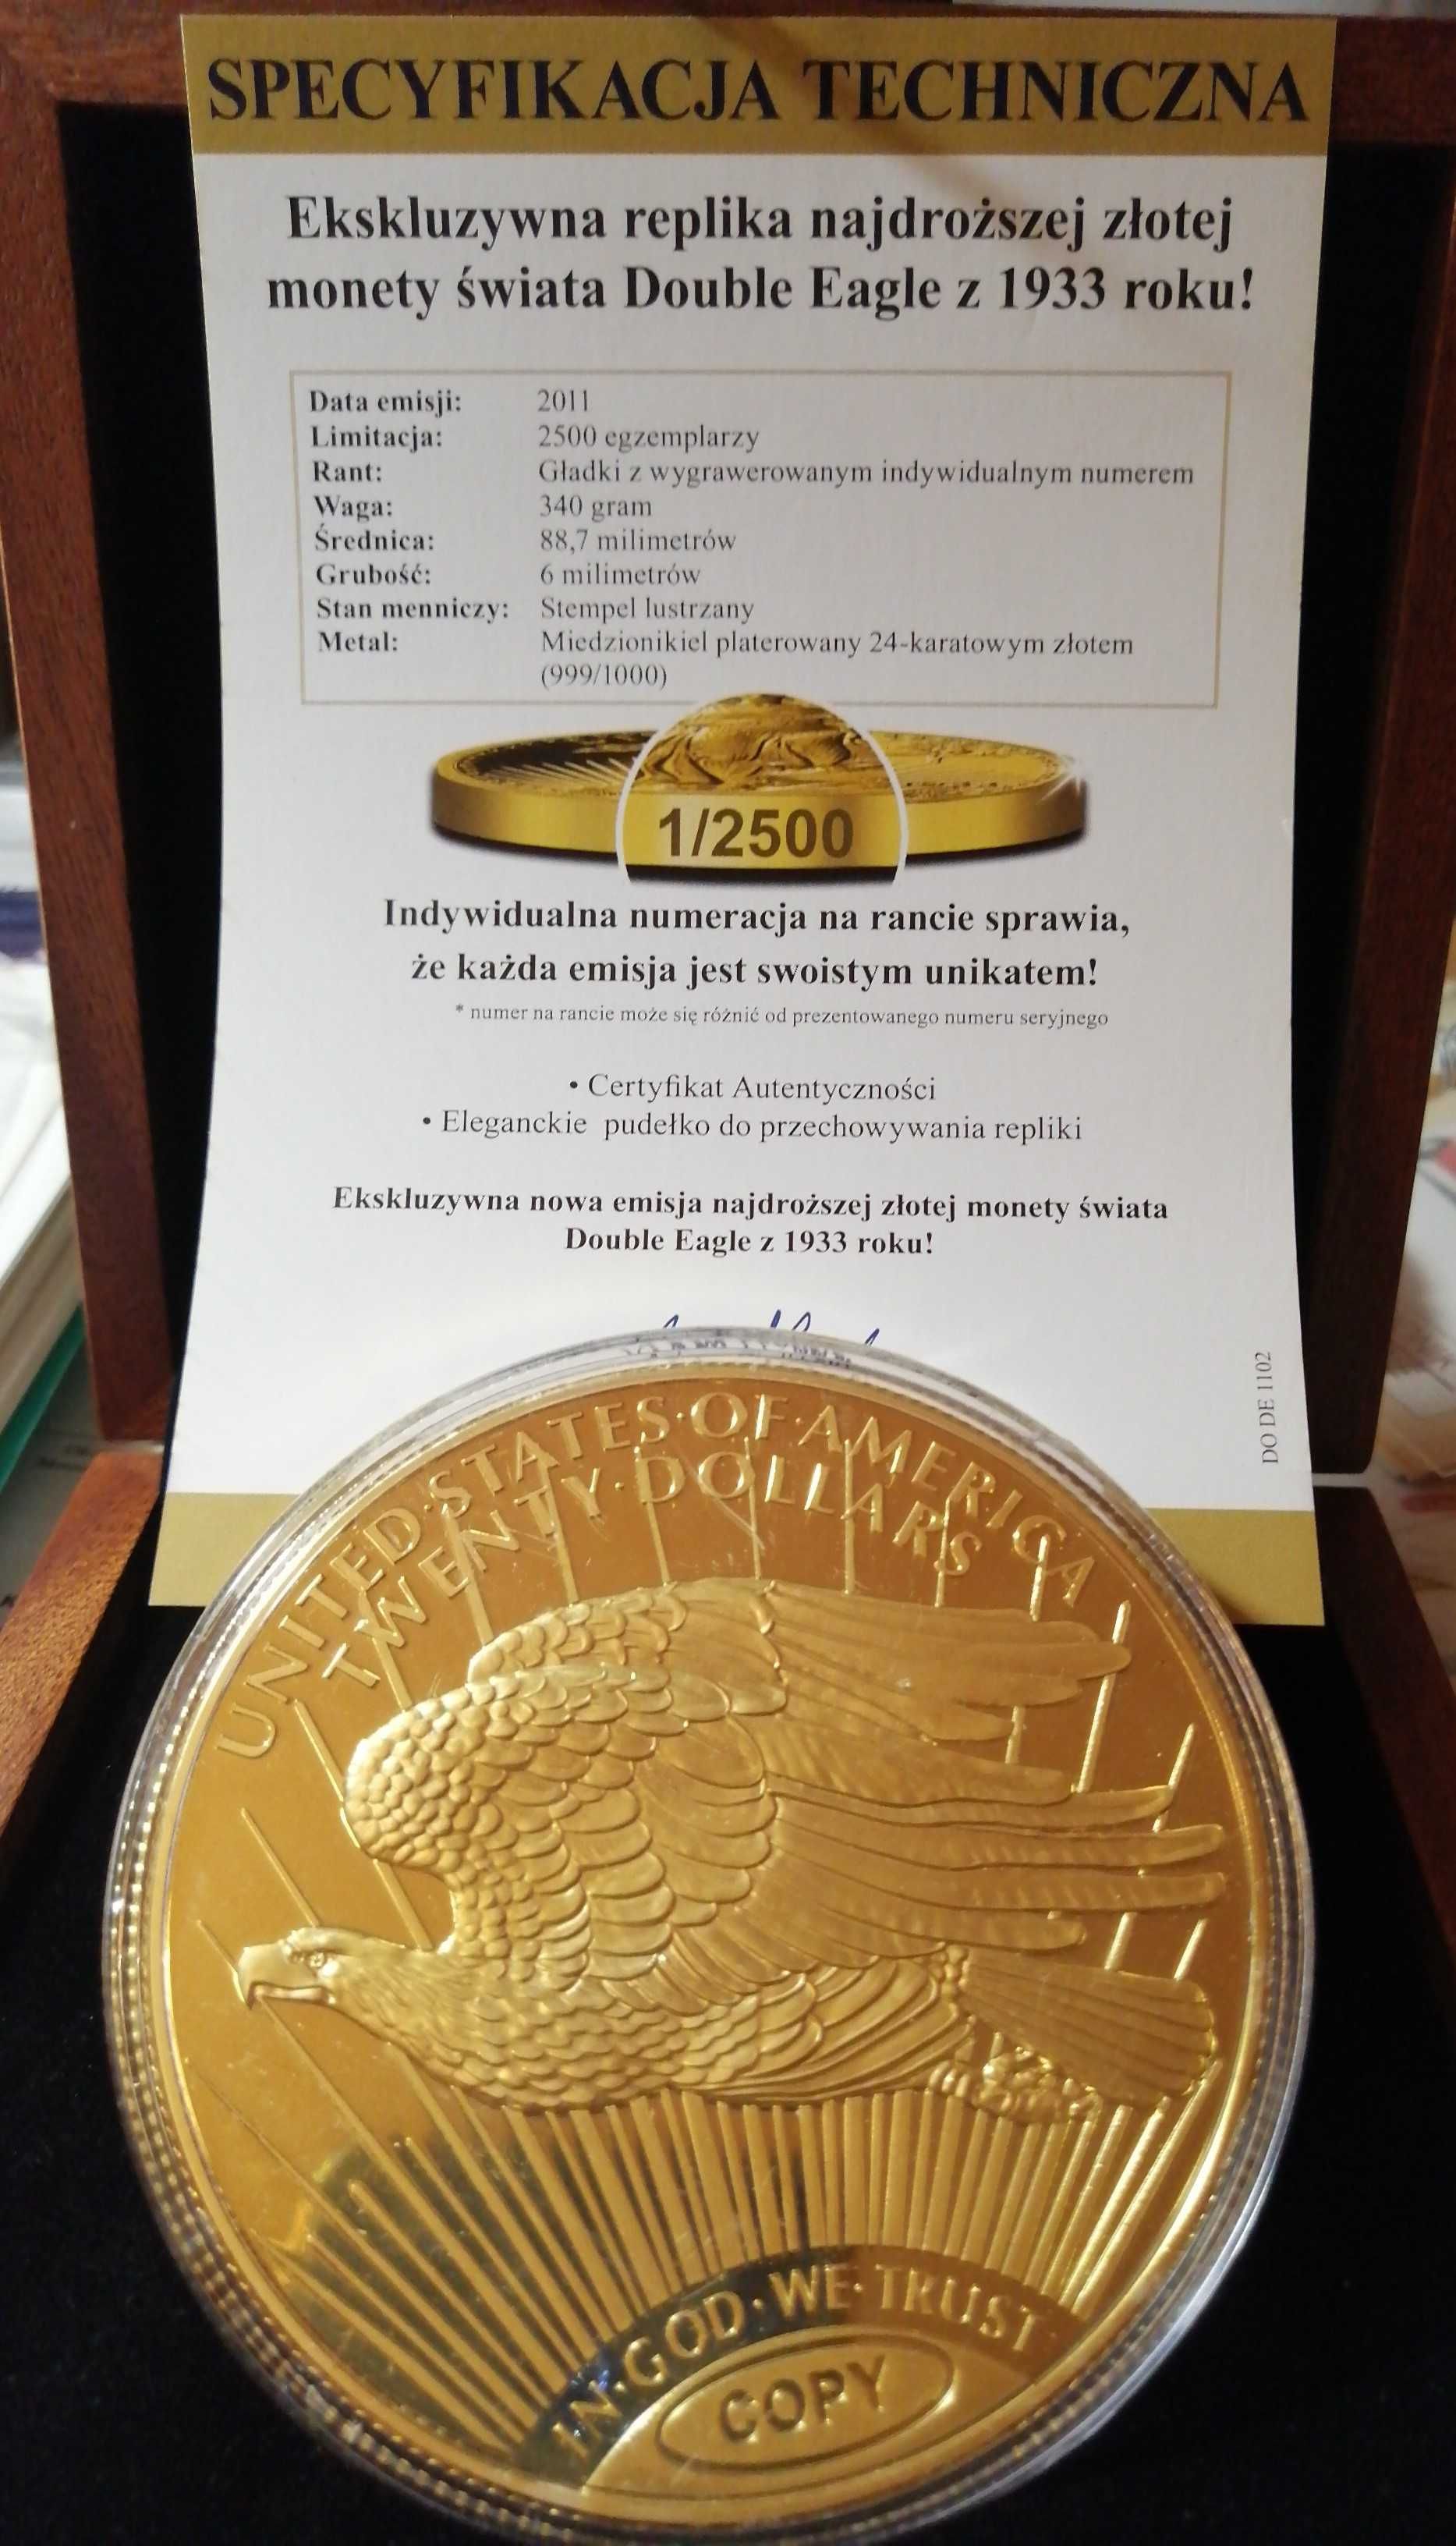 SPECYFIKACJA TECHNICZNA
Ekskluzywna replika najdroższej złotej
monety świata Double Eagle z 1933 roku!
Data emisji: 2011
Limitacja: 2500 egzemplarzy
Rant: Gładki z wygrawerowanym indywidualnym numerem
Waga: 340 gram
Średnica: 88,7 milimetrów
Grubość: 6 milimetrów
Stan menniczy: Stempel lustrzany
Metal: Miedzionikiel platerowany 24-karatowym złotem
(999/1000)
1/2500
Indywidualna numeracja na rancie sprawia,
że każda emisja jest swoistym unikatem!
* numer na rancie może się różnić od prezentowanego numeru seryjnego
• Certyfikat Autentyczności
• Eleganckie pudełko do przechowywania repliki
Ekskluzywna nowa emisja najdroższej złotej monety świata
Double Eagle z 1933 roku!
DO DE 1102
UNITED·STATES·OF·AMERICA
TWENTY·DOLLARS
IN·GOD·WE·TRUST
COPY